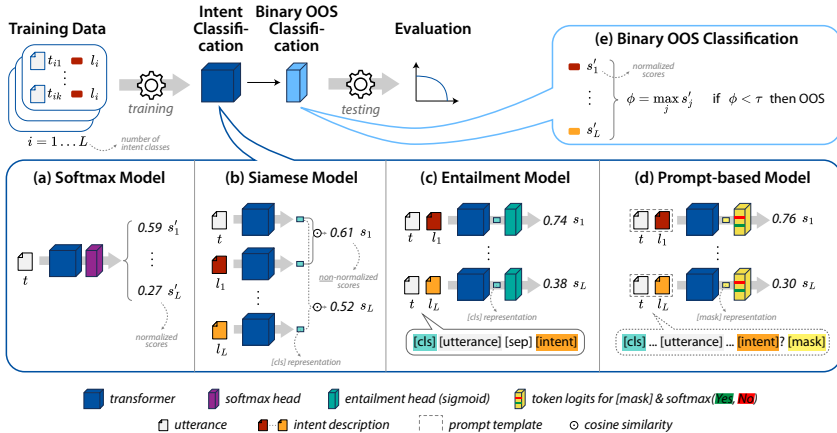 Training Data
t_i1 l_i
⋮
t_ik l_i
i = 1 … L
number of
intent classes
training
Intent
Classifi-
cation
Binary OOS
Classifi-
cation
testing
Evaluation
(e) Binary OOS Classification
s′_1
normalized
scores
⋮
s′_L
ϕ = max_j s′_j if ϕ < τ then OOS
(a) Softmax Model
t
0.59 s′_1
⋮
0.27 s′_L
normalized
scores
(b) Siamese Model
t
l_1
⋮
l_L
0.61 s_1
non-normalized
scores
0.52 s_L
[cls] representation
(c) Entailment Model
t l_1
0.74 s_1
⋮
t l_L
0.38 s_L
[cls] representation
[cls] [utterance] [sep] [intent]
(d) Prompt-based Model
t l_1
0.76 s_1
⋮
t l_L
0.30 s_L
[mask] representation
[cls] ... [utterance] ... [intent]? [mask]
transformer softmax head entailment head (sigmoid) token logits for [mask] & softmax(Yes, No)
utterance intent description prompt template cosine similarity